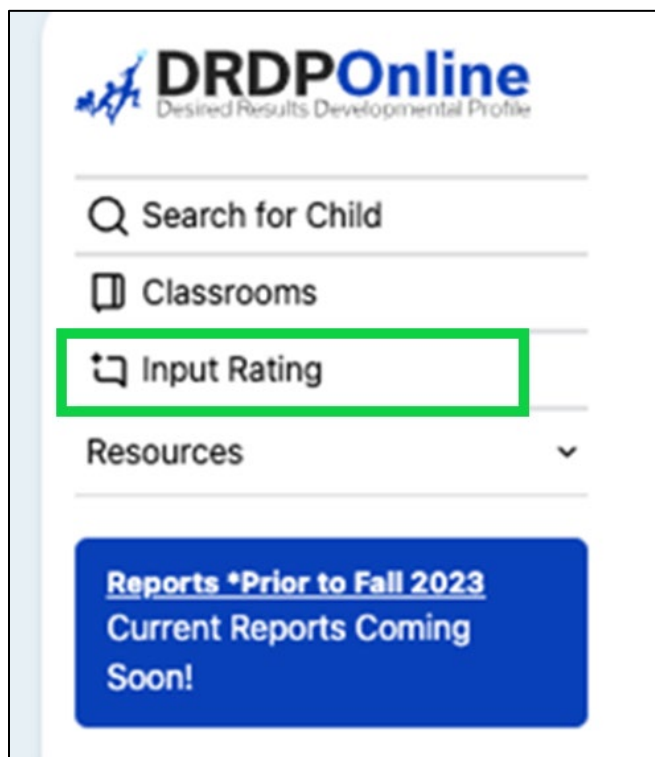 DRDPOnline
Desired Results Developmental Profile
Search for Child
Classrooms
Input Rating
Resources
Reports *Prior to Fall 2023
Current Reports Coming
Soon!